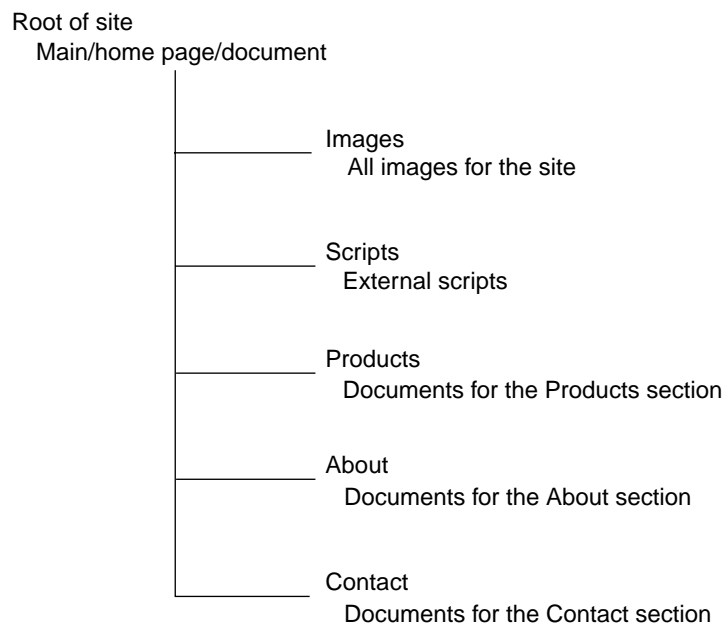 Root of site
Main/home page/document
Images
All images for the site
Scripts
External scripts
Products
Documents for the Products section
About
Documents for the About section
Contact
Documents for the Contact section